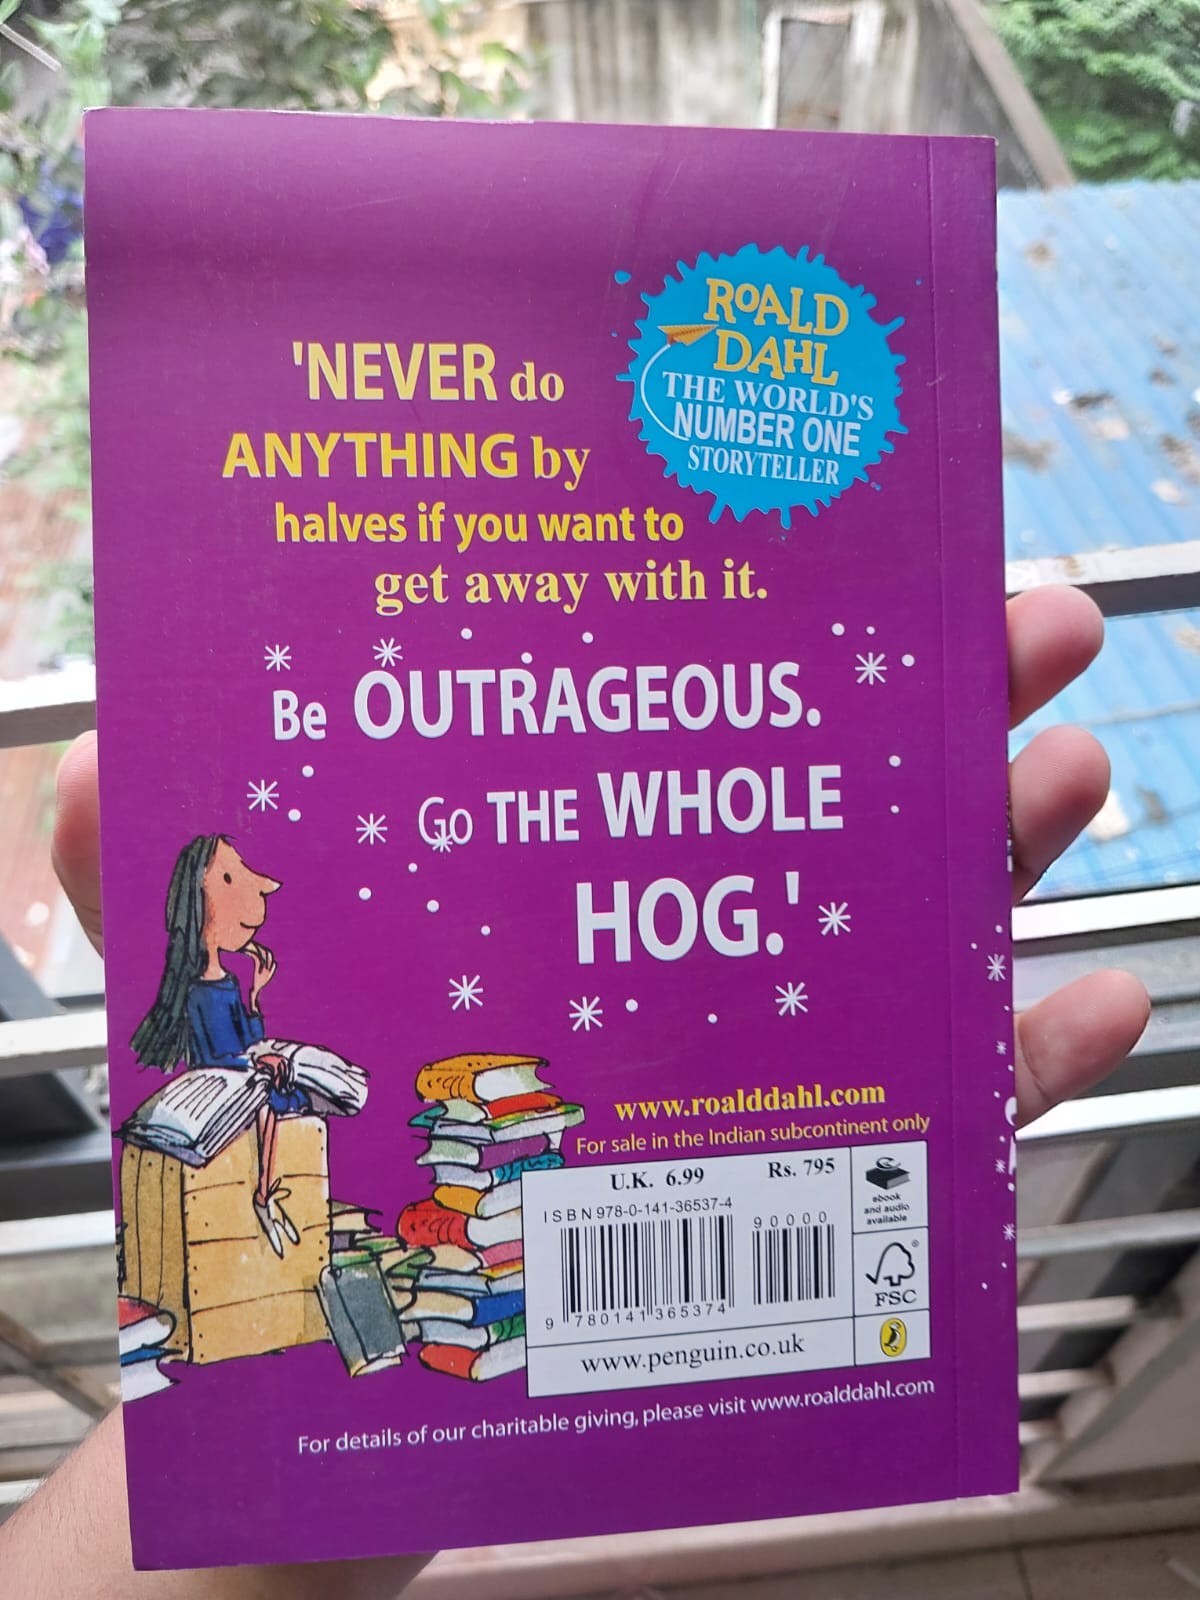 ROALD
DAHL
THE WORLD'S
NUMBER ONE
STORYTELLER
'NEVER do
ANYTHING by
halves if you want to
get away with it.
Be OUTRAGEOUS.
Go THE WHOLE
HOG.'
www.roalddahl.com
For sale in the Indian subcontinent only
U.K. 6.99 Rs. 795
ISBN 978-0-141-36537-4
90000
9 780141 365374
ebook
and audio
available
FSC
®
www.penguin.co.uk
For details of our charitable giving, please visit www.roalddahl.com